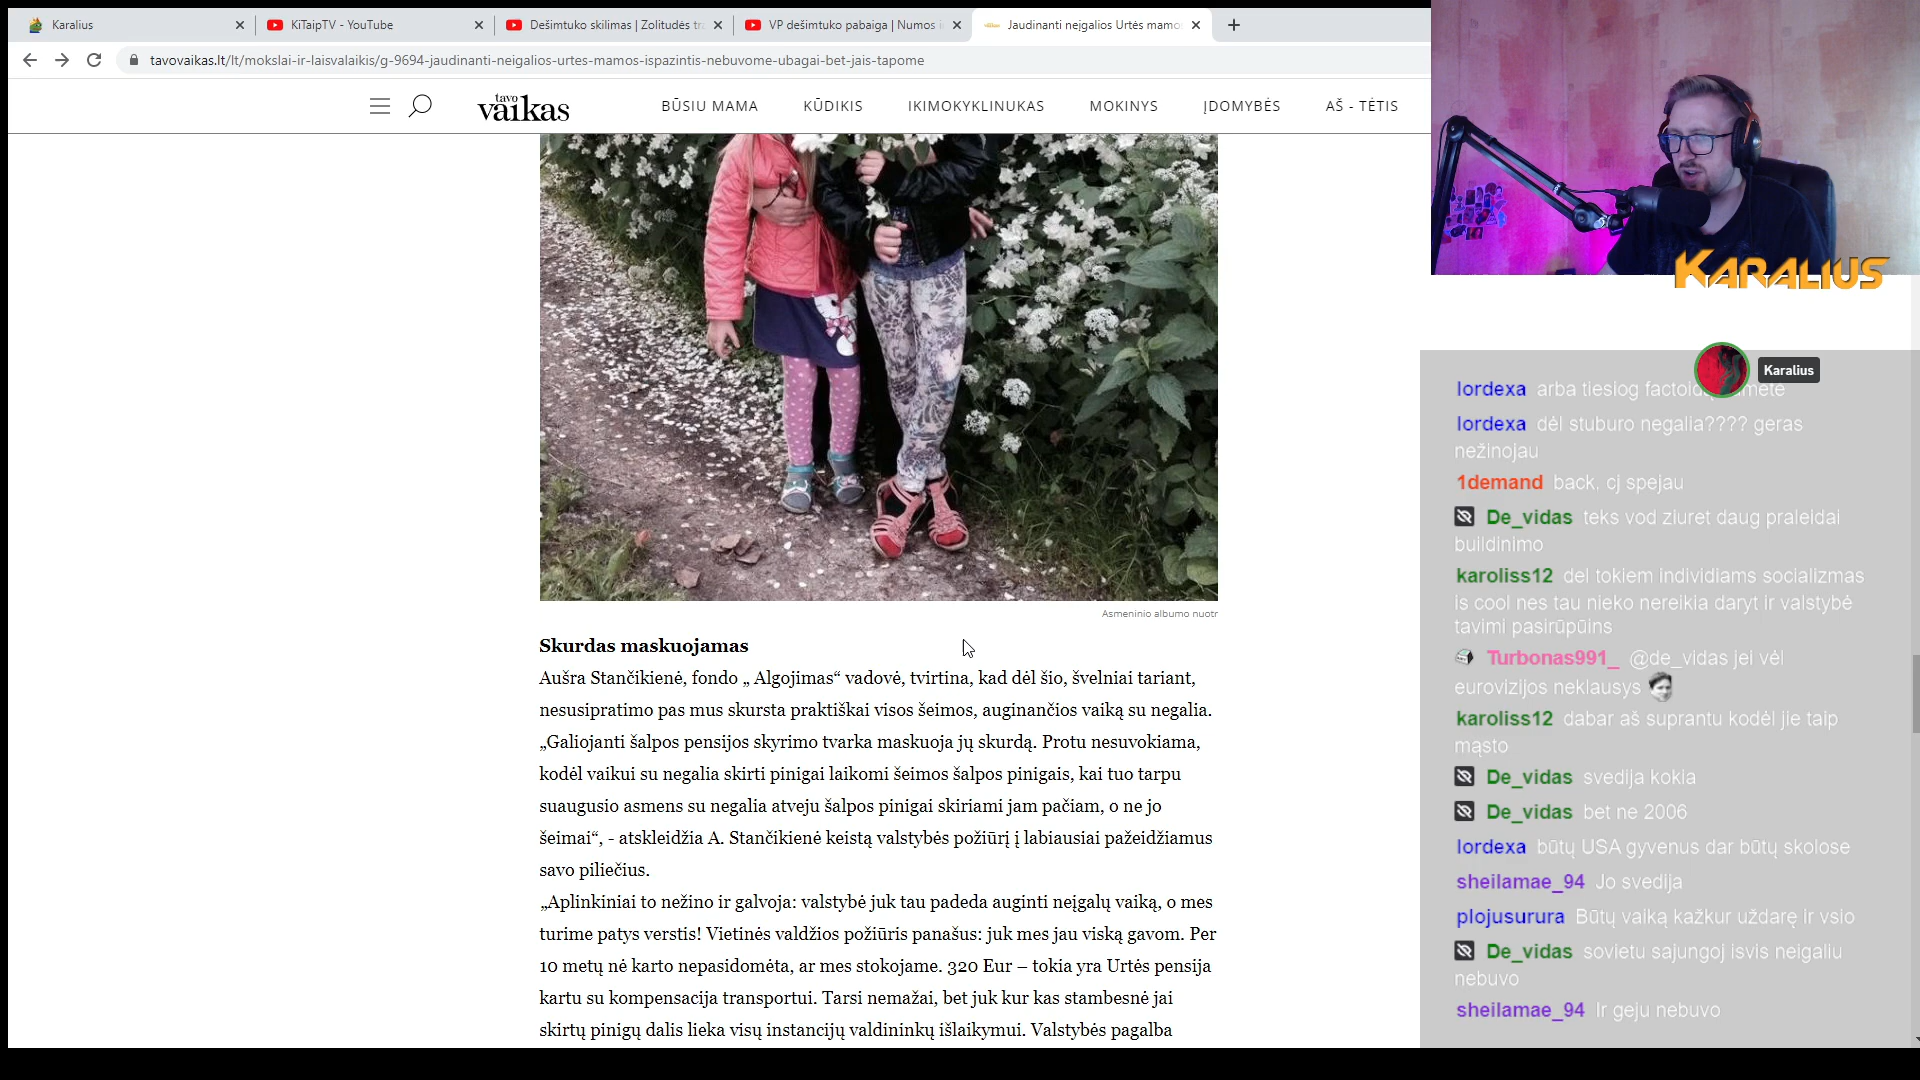 Karalius
KiTaipTV - YouTube
Dešimtuko skilimas | Zolitudės tr
VP dešimtuko pabaiga | Numos i
Jaudinanti neįgalios Urtės mamo
tavovaikas.lt/lt/mokslai-ir-laisvalaikis/g-9694-jaudinanti-neigalios-urtes-mamos-ispazintis-nebuvome-ubagai-bet-jais-tapome
tavo
vaikas
BŪSIU MAMA
KŪDIKIS
IKIMOKYKLINUKAS
MOKINYS
ĮDOMYBĖS
AŠ - TĖTIS
Asmeninio albumo nuotr
Skurdas maskuojamas
Aušra Stančikienė, fondo „ Algojimas“ vadovė, tvirtina, kad dėl šio, švelniai tariant,
nesusipratimo pas mus skursta praktiškai visos šeimos, auginančios vaiką su negalia.
„Galiojanti šalpos pensijos skyrimo tvarka maskuoja jų skurdą. Protu nesuvokiama,
kodėl vaikui su negalia skirti pinigai laikomi šeimos šalpos pinigais, kai tuo tarpu
suaugusio asmens su negalia atveju šalpos pinigai skiriami jam pačiam, o ne jo
šeimai“, - atskleidžia A. Stančikienė keistą valstybės požiūrį į labiausiai pažeidžiamus
savo piliečius.
„Aplinkiniai to nežino ir galvoja: valstybė juk tau padeda auginti neįgalų vaiką, o mes
turime patys verstis! Vietinės valdžios požiūris panašus: juk mes jau viską gavom. Per
10 metų nė karto nepasidomėta, ar mes stokojame. 320 Eur – tokia yra Urtės pensija
kartu su kompensacija transportui. Tarsi nemažai, bet juk kur kas stambesnė jai
skirtų pinigų dalis lieka visų instancijų valdininkų išlaikymui. Valstybės pagalba
KARALIUS
Karalius
lordexa arba tiesiog
lordexa dėl stuburo negalia???? geras
nežinojau
1demand back. cj spejau
De_vidas teks vod ziuret daug praleidai
buildinimo
karoliss12 del tokiem individiams socializmas
is cool nes tau nieko nereikia daryt ir valstybė
tavimi pasirūpūins
Turbonas991_ @de_vidas jei vėl
eurovizijos neklausys
karoliss12 dabar aš suprantu kodėl jie taip
mąsto
De_vidas svedija kokia
De_vidas bet ne 2006
lordexa būtų USA gyvenus dar būtų skolose
sheilamae_94 Jo svedija
plojusurura Būtų vaiką kažkur uždarę ir vsio
De_vidas sovietu sajungoj isvis neigaliu
nebuvo
sheilamae_94 Ir geju nebuvo